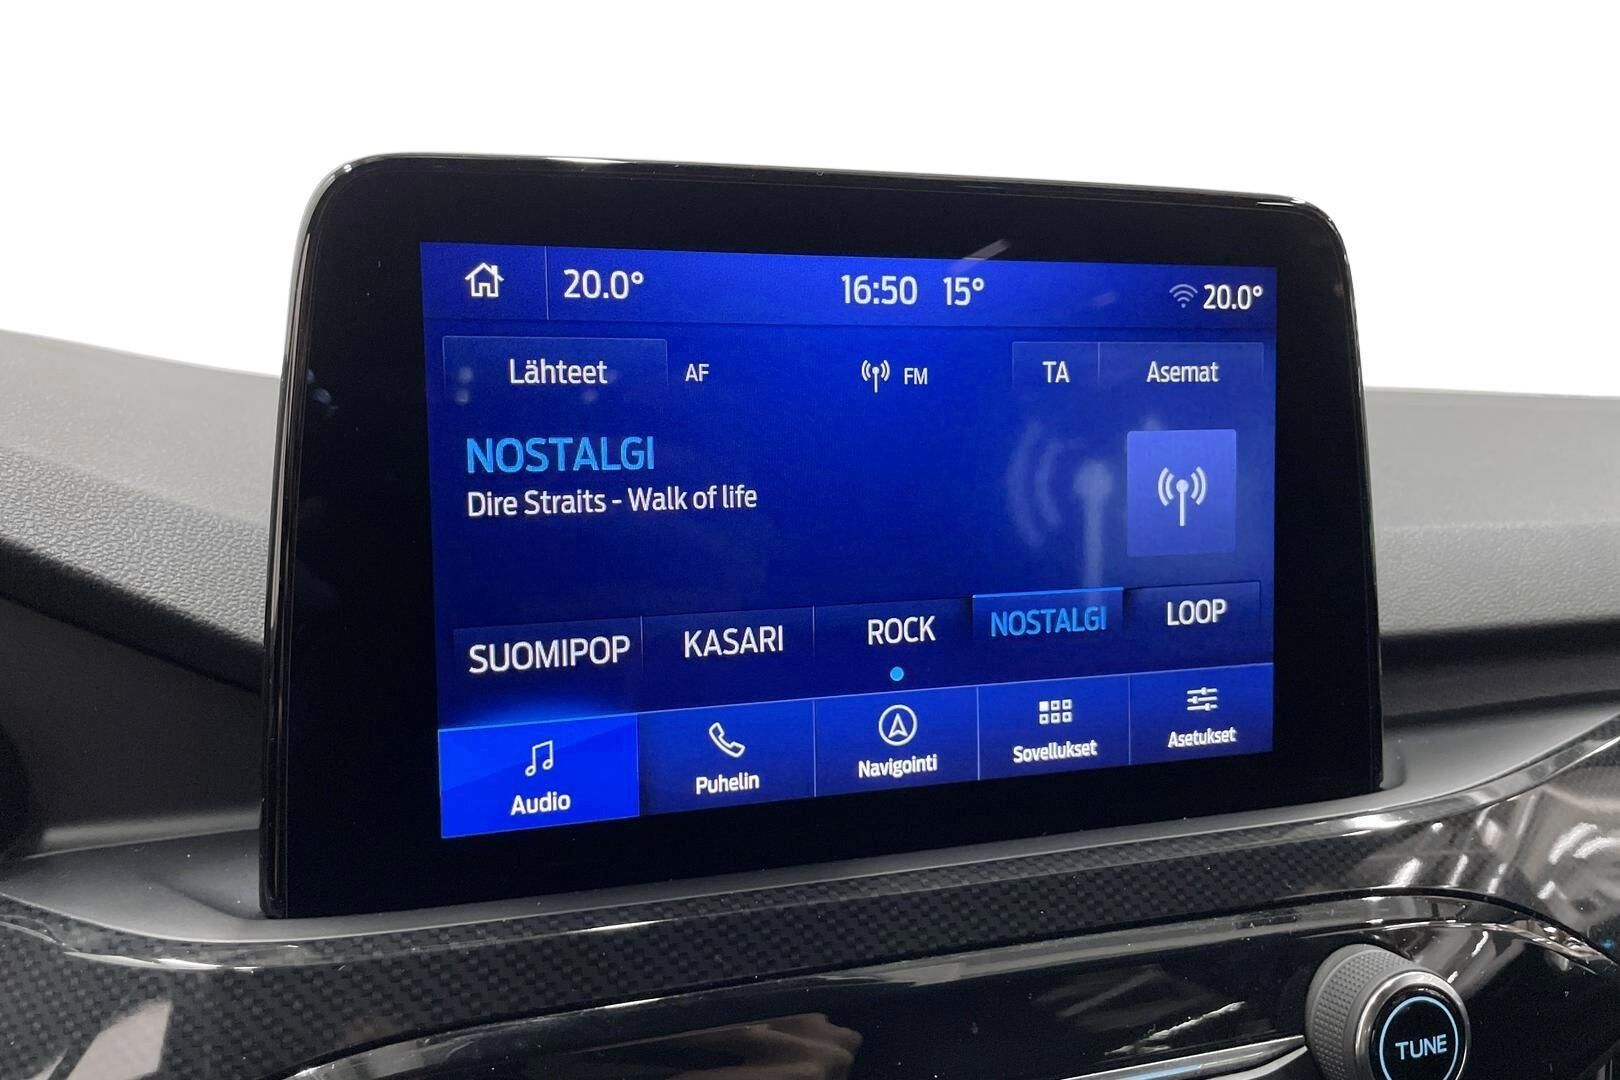 20.0° 16:50 15° 20.0°
Lähteet AF FM TA Asemat
NOSTALGI
Dire Straits - Walk of life
SUOMIPOP KASARI ROCK NOSTALGI LOOP
Audio Puhelin Navigointi Sovellukset Asetukset
TUNE